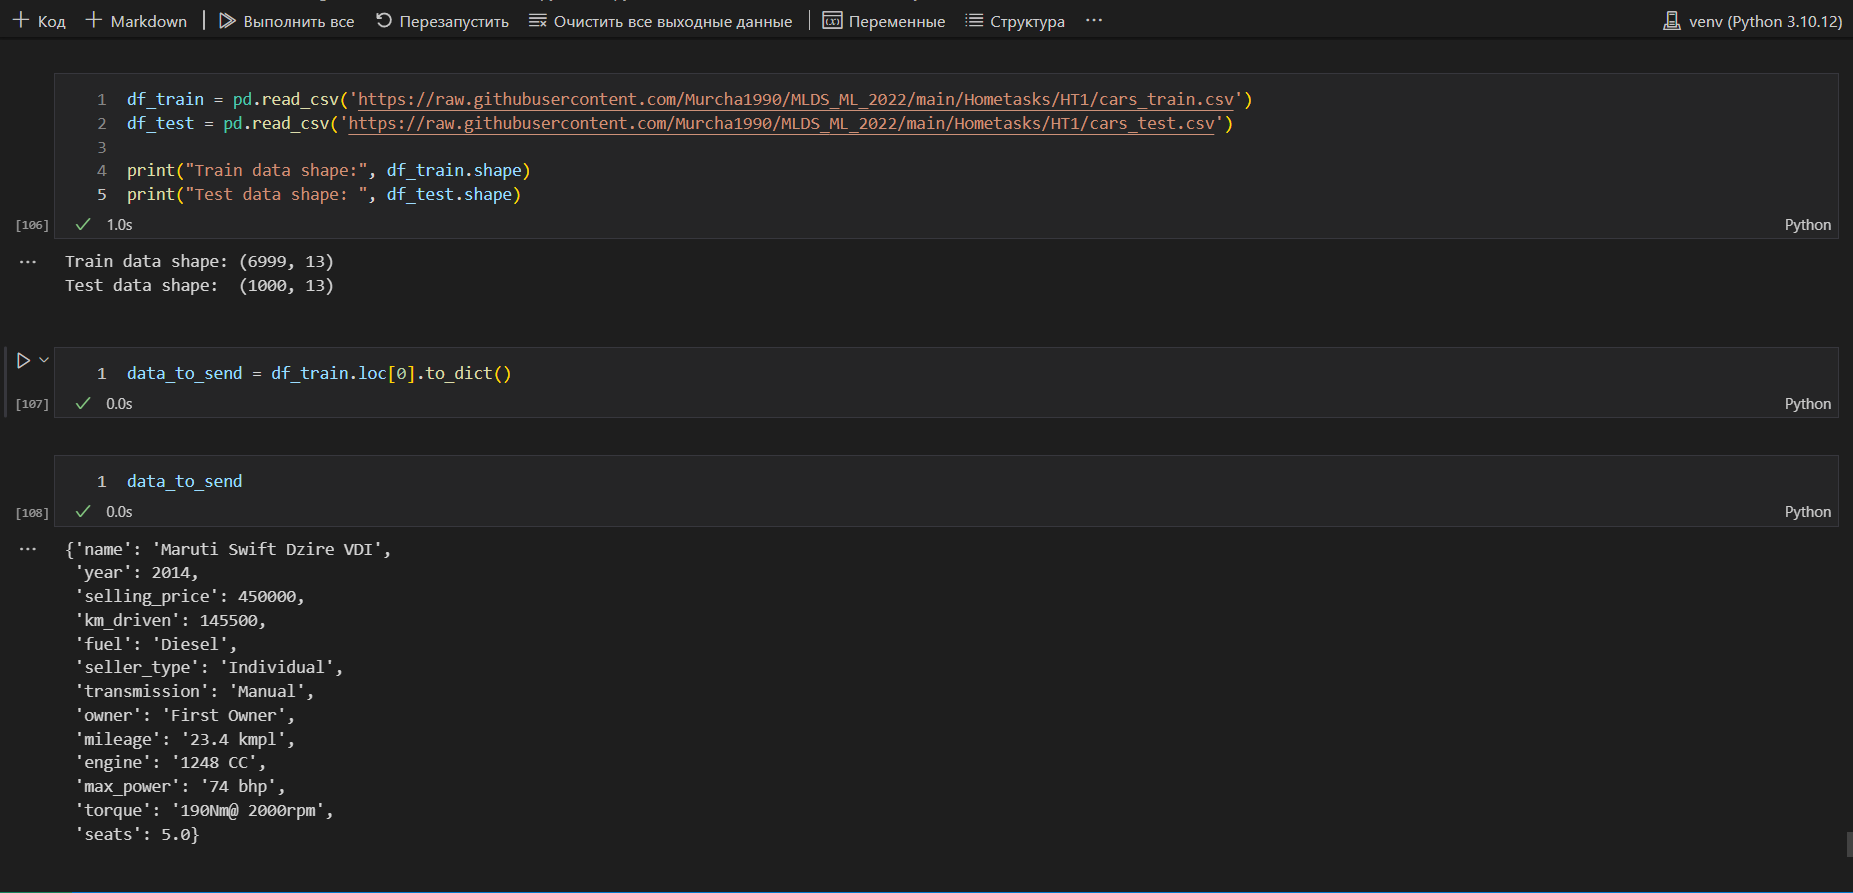 Код Markdown Выполнить все Перезапустить Очистить все выходные данные Переменные Структура ... venv (Python 3.10.12)
1 df_train = pd.read_csv('https://raw.githubusercontent.com/Murcha1990/MLDS_ML_2022/main/Hometasks/HT1/cars_train.csv')
2 df_test = pd.read_csv('https://raw.githubusercontent.com/Murcha1990/MLDS_ML_2022/main/Hometasks/HT1/cars_test.csv')
3
4 print("Train data shape:", df_train.shape)
5 print("Test data shape: ", df_test.shape)
[106] 1.0s Python
... Train data shape: (6999, 13)
Test data shape:  (1000, 13)
1 data_to_send = df_train.loc[0].to_dict()
[107] 0.0s Python
1 data_to_send
[108] 0.0s Python
... {'name': 'Maruti Swift Dzire VDI',
'year': 2014,
'selling_price': 450000,
'km_driven': 145500,
'fuel': 'Diesel',
'seller_type': 'Individual',
'transmission': 'Manual',
'owner': 'First Owner',
'mileage': '23.4 kmpl',
'engine': '1248 CC',
'max_power': '74 bhp',
'torque': '190Nm@ 2000rpm',
'seats': 5.0}